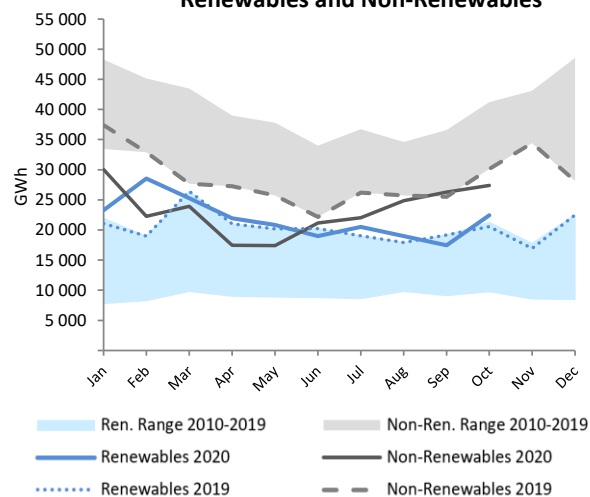 Renewables and Non-Renewables
55 000
50 000
45 000
40 000
35 000
30 000
25 000
20 000
15 000
10 000
5 000
GWh
Jan Feb Mar Apr May Jun Jul Aug Sep Oct Nov Dec
Ren. Range 2010-2019 Non-Ren. Range 2010-2019
Renewables 2020 Non-Renewables 2020
Renewables 2019 Non-Renewables 2019